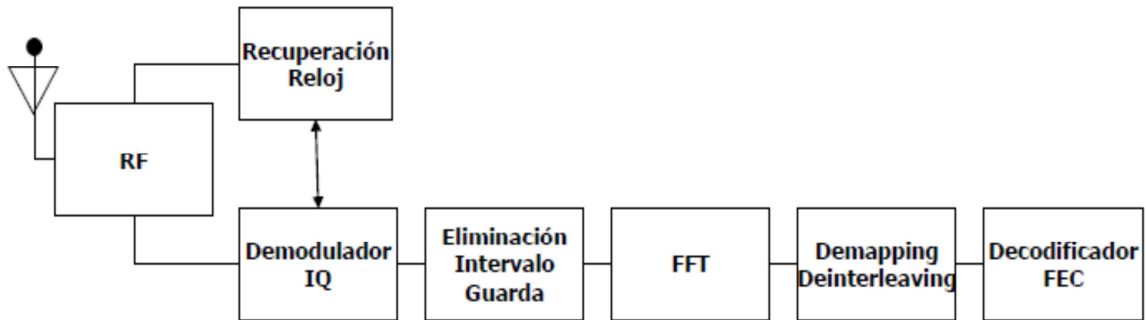 Recuperación
Reloj
RF
Demodulador
IQ
Eliminación
Intervalo
Guarda
FFT
Demapping
Deinterleaving
Decodificador
FEC